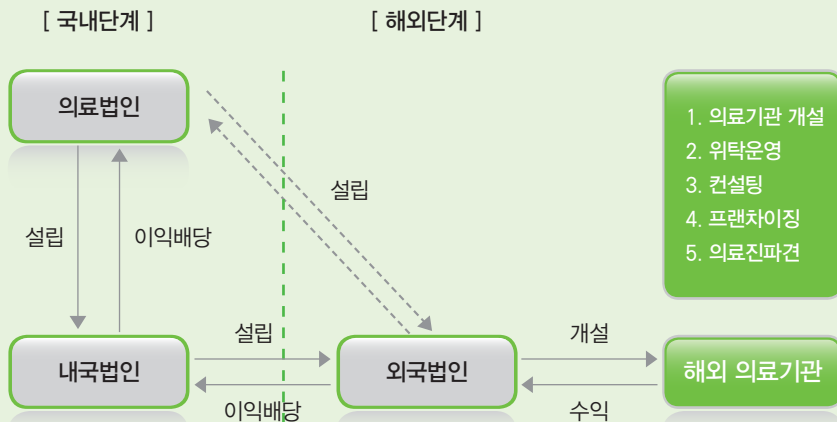 [ 국내단계 ]
[ 해외단계 ]
의료법인
1. 의료기관 개설
2. 위탁운영
3. 컨설팅
4. 프랜차이징
5. 의료진파견
설립
설립
이익배당
설립
개설
내국법인
외국법인
해외 의료기관
이익배당
수익